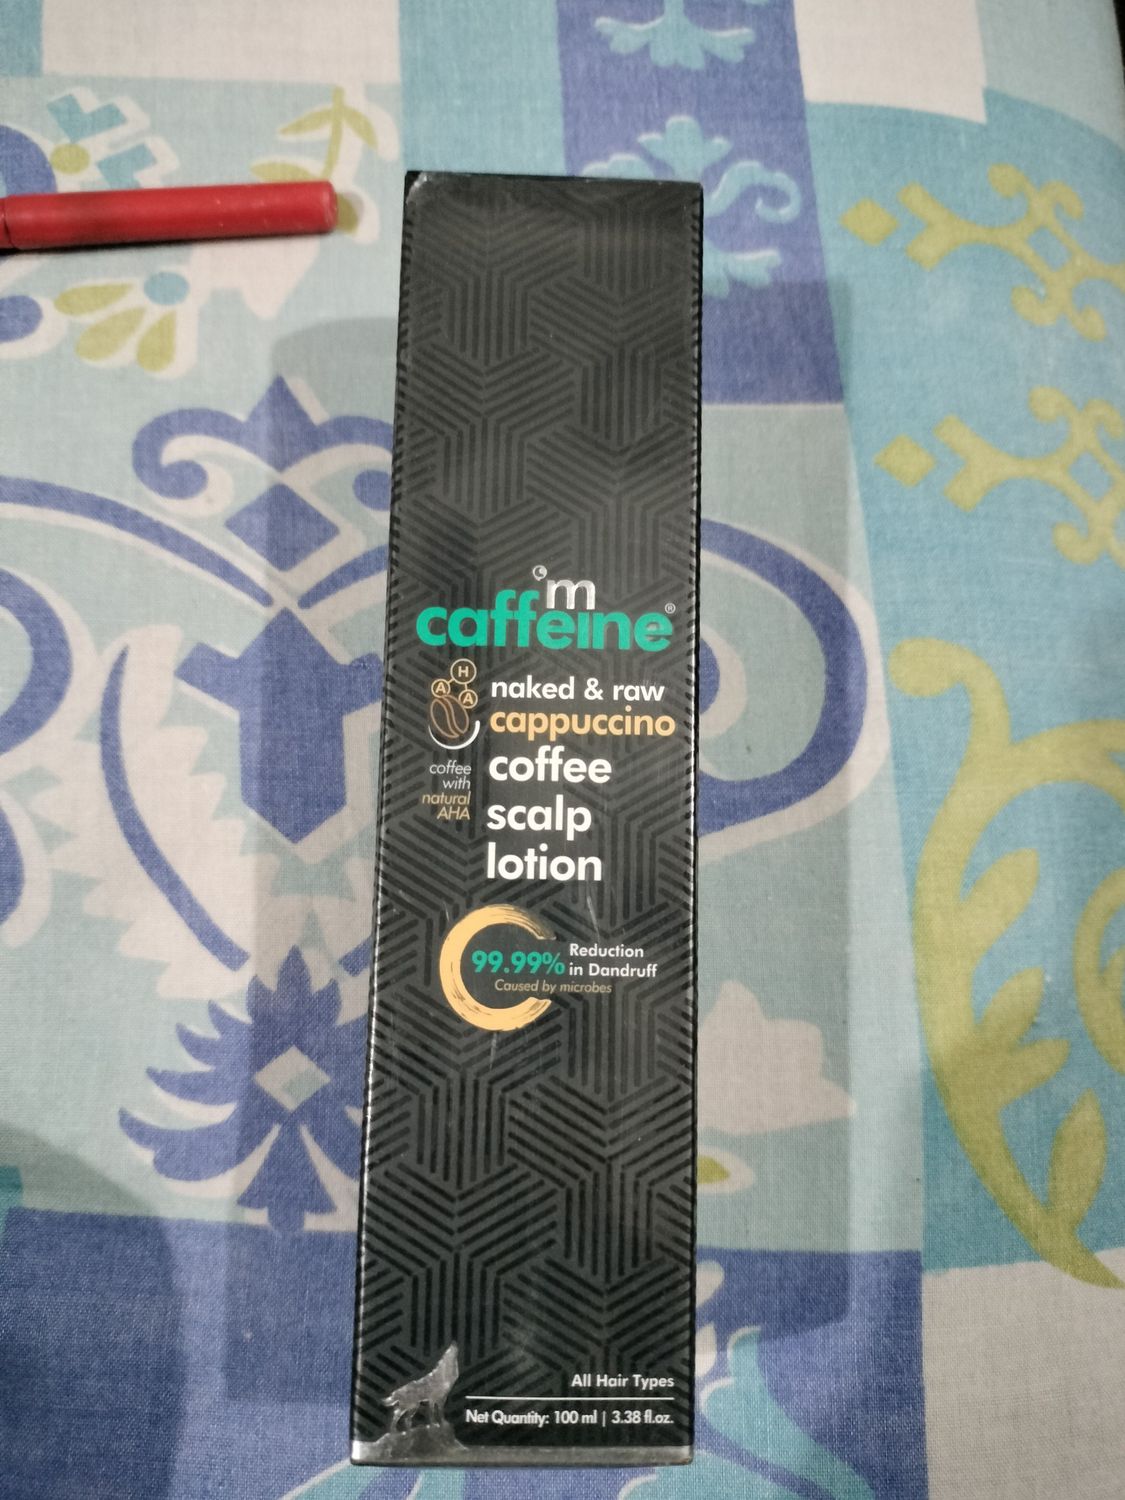 'm
caffeine®
A H A
naked & raw
cappuccino
coffee
scalp
lotion
coffee
with
natural
AHA
99.99% Reduction
in Dandruff
Caused by microbes
All Hair Types
Net Quantity: 100 ml | 3.38 fl.oz.